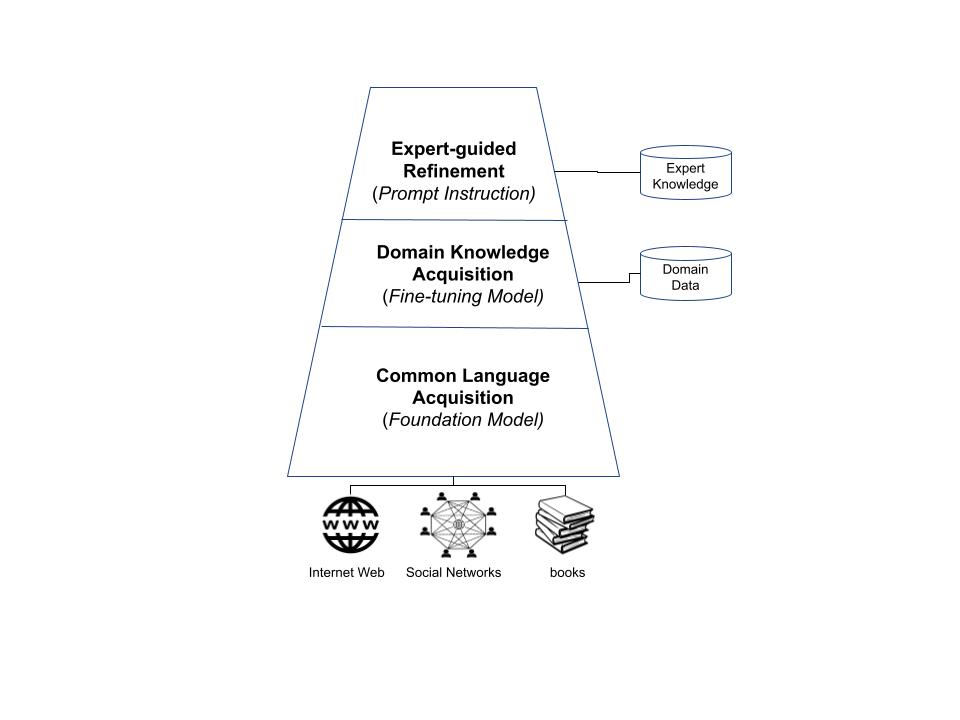 Expert-guided
Refinement
(Prompt Instruction)
Expert
Knowledge
Domain Knowledge
Acquisition
(Fine-tuning Model)
Domain
Data
Common Language
Acquisition
(Foundation Model)
WWW
Internet Web
Social Networks
books